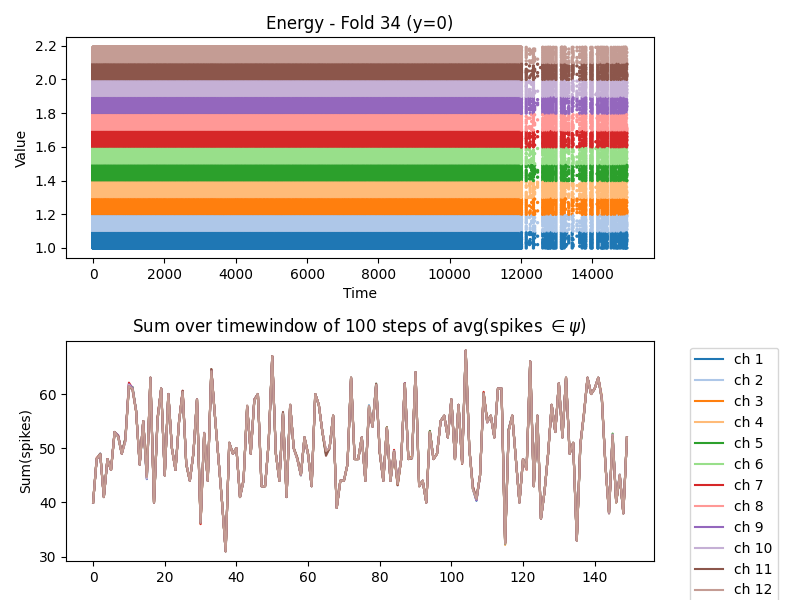 Energy - Fold 34 (y=0)
2.2
2.0
1.8
1.6
1.4
1.2
1.0
Value
0 2000 4000 6000 8000 10000 12000 14000
Time
Sum over timewindow of 100 steps of avg(spikes ∈ ψ)
60
50
40
30
Sum(spikes)
0 20 40 60 80 100 120 140
ch 1
ch 2
ch 3
ch 4
ch 5
ch 6
ch 7
ch 8
ch 9
ch 10
ch 11
ch 12